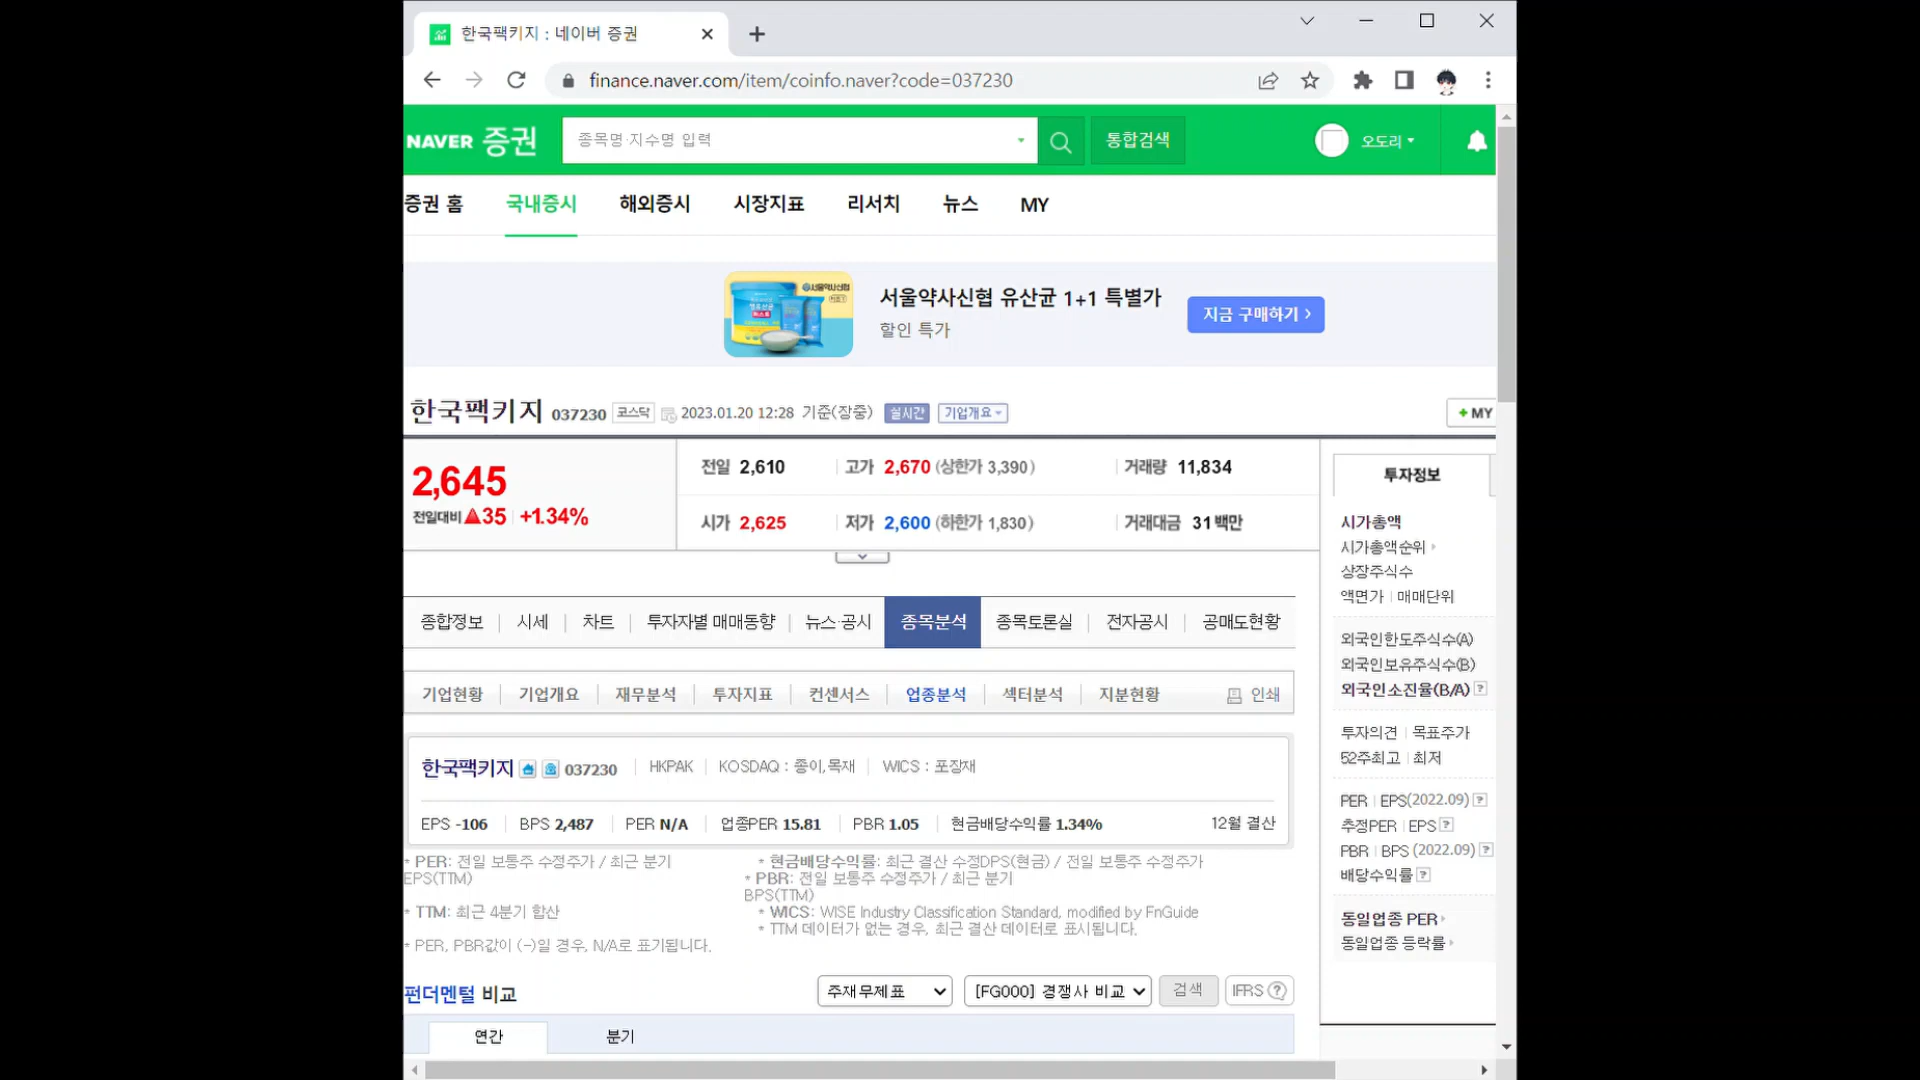 한국팩키지 : 네이버 증권
finance.naver.com/item/coinfo.naver?code=037230
NAVER 증권
종목명·지수명 입력
통합검색
오도리
증권 홈 국내증시 해외증시 시장지표 리서치 뉴스 MY
서울약사신협 유산균 1+1 특별가
할인 특가
지금 구매하기 >
한국팩키지 037230 코스닥 2023.01.20 12:28 기준(장중) 실시간 기업개요
+ MY
2,645
전일대비 ▲35 +1.34%
전일 2,610 고가 2,670 (상한가 3,390) 거래량 11,834
시가 2,625 저가 2,600 (하한가 1,830) 거래대금 31백만
종합정보 시세 차트 투자자별 매매동향 뉴스·공시 종목분석 종목토론실 전자공시 공매도현황
기업현황 기업개요 재무분석 투자지표 컨센서스 업종분석 섹터분석 지분현황 인쇄
한국팩키지 037230 HKPAK KOSDAQ : 종이,목재 WICS : 포장재
EPS -106 BPS 2,487 PER N/A 업종PER 15.81 PBR 1.05 현금배당수익률 1.34% 12월 결산
* PER: 전일 보통주 수정주가 / 최근 분기
EPS(TTM)
* TTM: 최근 4분기 합산
* PER, PBR값이 (-)일 경우, N/A로 표기됩니다.
* 현금배당수익률: 최근 결산 수정DPS(현금) / 전일 보통주 수정주가
* PBR: 전일 보통주 수정주가 / 최근 분기
BPS(TTM)
* WICS: WISE Industry Classification Standard, modified by FnGuide
* TTM 데이터가 없는 경우, 최근 결산 데이터로 표시됩니다.
펀더멘털 비교
주재무제표 [FG000] 경쟁사 비교 검색 IFRS ?
연간 분기
투자정보
시가총액
시가총액순위
상장주식수
액면가 매매단위
외국인한도주식수(A)
외국인보유주식수(B)
외국인소진율(B/A) ?
투자의견 목표주가
52주최고 최저
PER EPS(2022.09) ?
추정PER EPS ?
PBR BPS (2022.09) ?
배당수익률 ?
동일업종 PER
동일업종 등락률